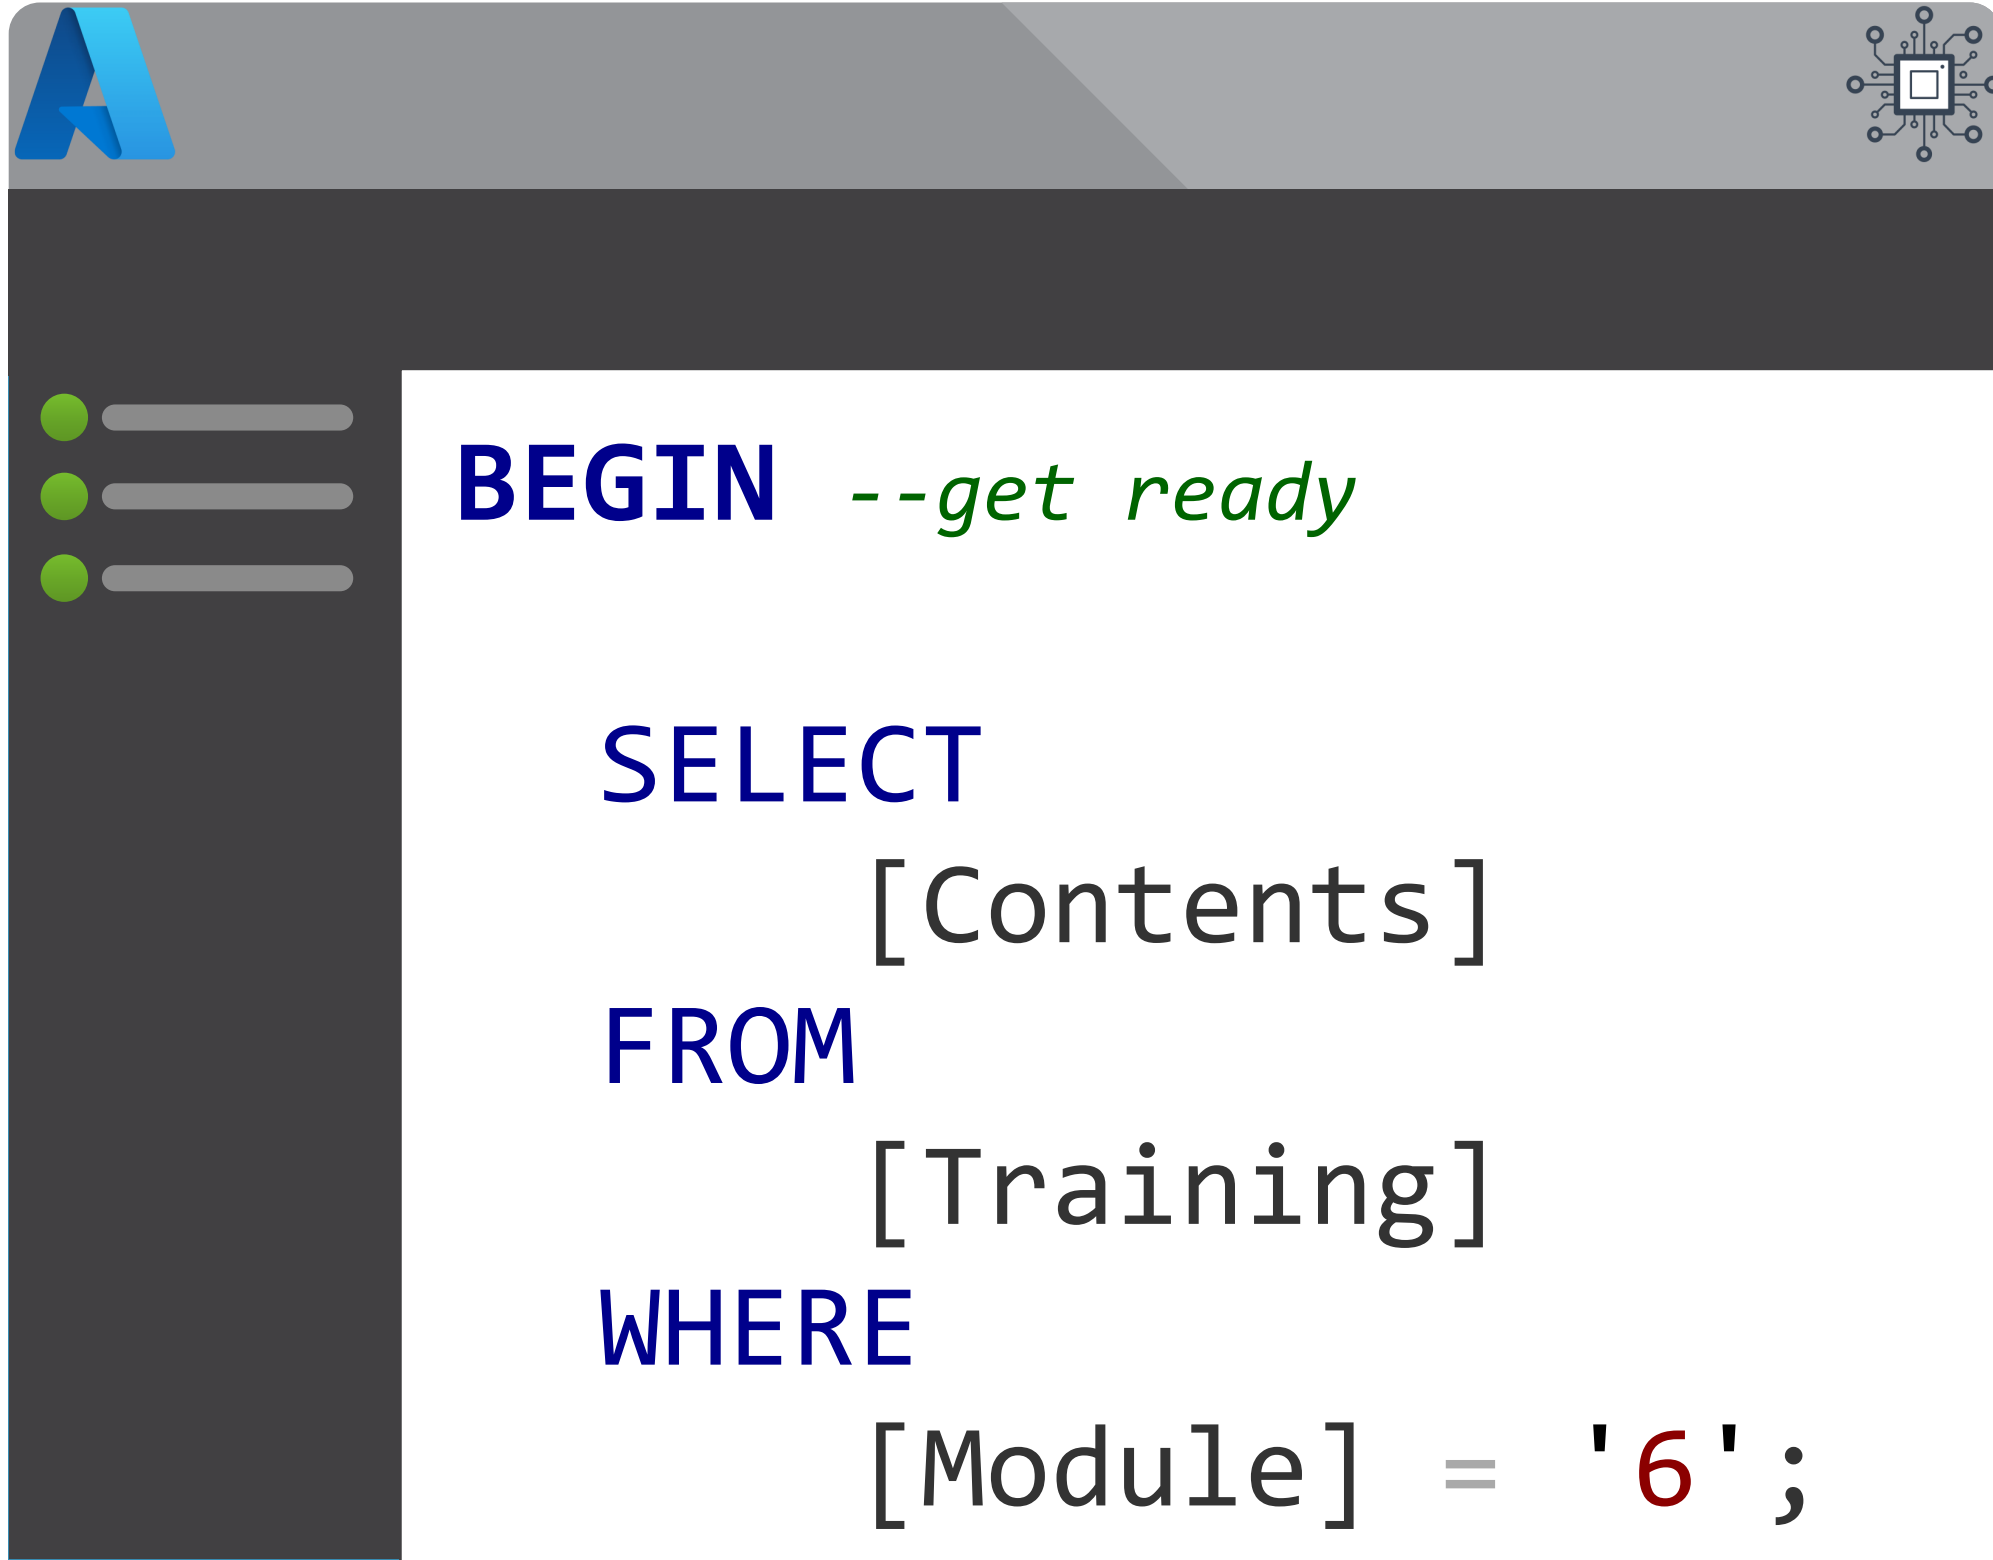 BEGIN --get ready
SELECT
[Contents]
FROM
[Training]
WHERE
[Module] = '6';